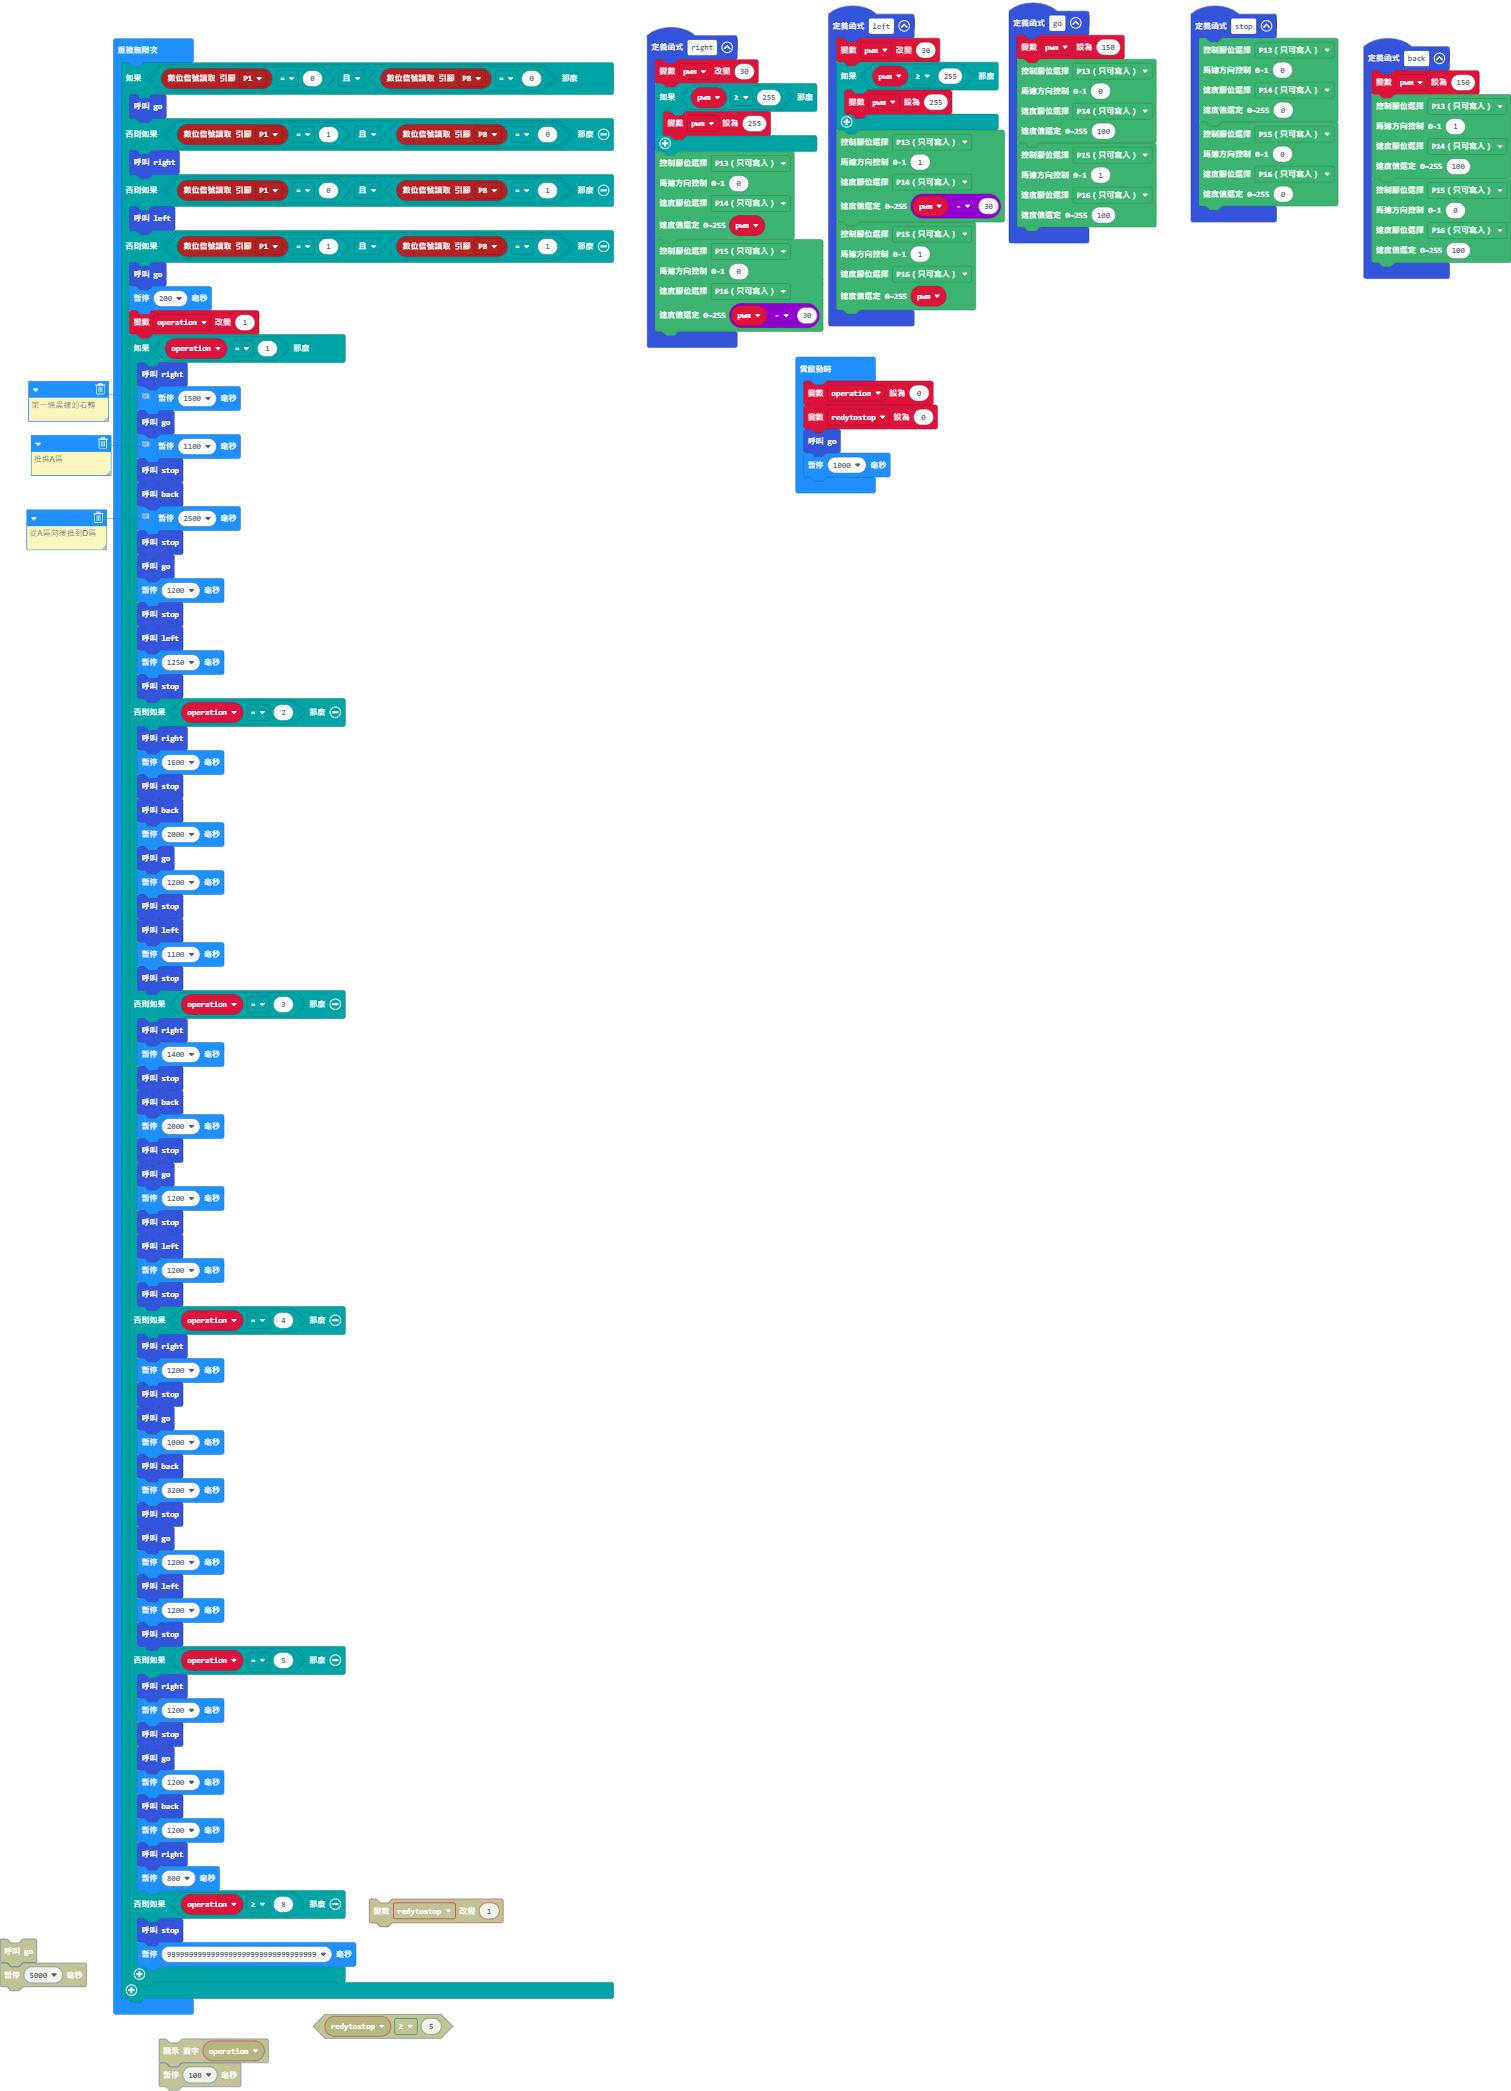 重複無限次
如果 數位信號讀取 引腳 P1 = 0 且 數位信號讀取 引腳 P8 = 0 那麼
呼叫 go
否則如果 數位信號讀取 引腳 P1 = 1 且 數位信號讀取 引腳 P8 = 0 那麼
呼叫 right
否則如果 數位信號讀取 引腳 P1 = 0 且 數位信號讀取 引腳 P8 = 1 那麼
呼叫 left
否則如果 數位信號讀取 引腳 P1 = 1 且 數位信號讀取 引腳 P8 = 1 那麼
呼叫 go
暫停 200 毫秒
變數 operation 改變 1
如果 operation = 1 那麼
呼叫 right
第一條黑線的右轉
暫停 1500 毫秒
呼叫 go
推進A區
暫停 1100 毫秒
呼叫 stop
呼叫 back
從A區向後推到D區
暫停 2500 毫秒
呼叫 stop
呼叫 go
暫停 1200 毫秒
呼叫 stop
呼叫 left
暫停 1250 毫秒
呼叫 stop
否則如果 operation = 2 那麼
呼叫 right
暫停 1600 毫秒
呼叫 stop
呼叫 back
暫停 2000 毫秒
呼叫 go
暫停 1200 毫秒
呼叫 stop
呼叫 left
暫停 1100 毫秒
呼叫 stop
否則如果 operation = 3 那麼
呼叫 right
暫停 1400 毫秒
呼叫 stop
呼叫 back
暫停 2000 毫秒
呼叫 stop
呼叫 go
暫停 1200 毫秒
呼叫 stop
呼叫 left
暫停 1200 毫秒
呼叫 stop
否則如果 operation = 4 那麼
呼叫 right
暫停 1200 毫秒
呼叫 stop
呼叫 go
暫停 1000 毫秒
呼叫 back
暫停 3200 毫秒
呼叫 stop
呼叫 go
暫停 1200 毫秒
呼叫 left
暫停 1200 毫秒
呼叫 stop
否則如果 operation = 5 那麼
呼叫 right
暫停 1200 毫秒
呼叫 stop
呼叫 go
暫停 1200 毫秒
呼叫 back
暫停 1200 毫秒
呼叫 right
暫停 800 毫秒
否則如果 operation ≥ 8 那麼
呼叫 stop
暫停 毫秒
變數 redytostop 改變 1
呼叫 go
暫停 5000 毫秒
redytostop ≥ 5
顯示 數字 operation
暫停 100 毫秒
定義函式 right
變數 pwm 改變 30
如果 pwm ≥ 255 那麼
變數 pwm 設為 255
控制腳位選擇 P13 ( 只可寫入 )
馬達方向控制 0-1 0
速度腳位選擇 P14 ( 只可寫入 )
速度值選定 0~255 pwm
控制腳位選擇 P15 ( 只可寫入 )
馬達方向控制 0-1 0
速度腳位選擇 P16 ( 只可寫入 )
速度值選定 0~255 pwm - 30
定義函式 left
變數 pwm 改變 30
如果 pwm ≥ 255 那麼
變數 pwm 設為 255
控制腳位選擇 P13 ( 只可寫入 )
馬達方向控制 0-1 1
速度腳位選擇 P14 ( 只可寫入 )
速度值選定 0~255 pwm - 30
控制腳位選擇 P15 ( 只可寫入 )
馬達方向控制 0-1 1
速度腳位選擇 P16 ( 只可寫入 )
速度值選定 0~255 pwm
定義函式 go
變數 pwm 設為 150
控制腳位選擇 P13 ( 只可寫入 )
馬達方向控制 0-1 0
速度腳位選擇 P14 ( 只可寫入 )
速度值選定 0~255 100
控制腳位選擇 P15 ( 只可寫入 )
馬達方向控制 0-1 1
速度腳位選擇 P16 ( 只可寫入 )
速度值選定 0~255 100
定義函式 stop
控制腳位選擇 P13 ( 只可寫入 )
馬達方向控制 0-1 0
速度腳位選擇 P14 ( 只可寫入 )
速度值選定 0~255 0
控制腳位選擇 P15 ( 只可寫入 )
馬達方向控制 0-1 0
速度腳位選擇 P16 ( 只可寫入 )
速度值選定 0~255 0
定義函式 back
變數 pwm 設為 150
控制腳位選擇 P13 ( 只可寫入 )
馬達方向控制 0-1 1
速度腳位選擇 P14 ( 只可寫入 )
速度值選定 0~255 100
控制腳位選擇 P15 ( 只可寫入 )
馬達方向控制 0-1 0
速度腳位選擇 P16 ( 只可寫入 )
速度值選定 0~255 100
當啟動時
變數 operation 設為 0
變數 redytostop 設為 0
呼叫 go
暫停 1000 毫秒